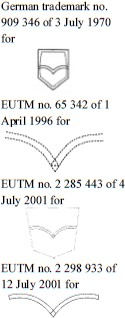 German trademark no.
909 346 of 3 July 1970
for
EUTM no. 65 342 of 1
April 1996 for
EUTM no. 2 285 443 of 4
July 2001 for
EUTM no. 2 298 933 of
12 July 2001 for